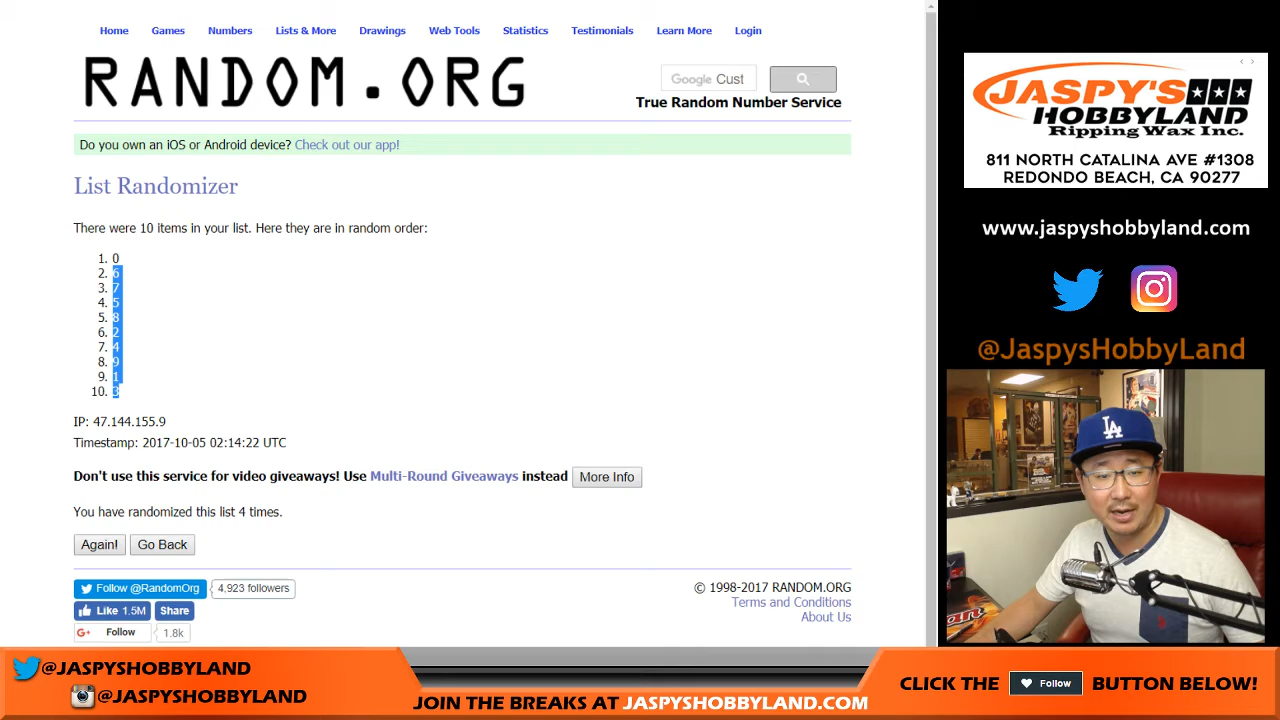 Home Games Numbers Lists & More Drawings Web Tools Statistics Testimonials Learn More Login
RANDOM.ORG
Google Cust
True Random Number Service
Do you own an iOS or Android device? Check out our app!
List Randomizer
There were 10 items in your list. Here they are in random order:
1. 0
2. 6
3. 7
4. 5
5. 8
6. 2
7. 4
8. 9
9. 1
10. 3
IP: 47.144.155.9
Timestamp: 2017-10-05 02:14:22 UTC
Don't use this service for video giveaways! Use Multi-Round Giveaways instead More Info
You have randomized this list 4 times.
Again! Go Back
Follow @RandomOrg 4,923 followers
Like 1.5M Share
Follow 1.8k
© 1998-2017 RANDOM.ORG
Terms and Conditions
About Us
JASPY'S
HOBBYLAND
Ripping Wax Inc.
811 NORTH CATALINA AVE #1308
REDONDO BEACH, CA 90277
www.jaspyshobbyland.com
@JaspysHobbyLand
LA
@JASPYSHOBBYLAND
@JASPYSHOBBYLAND
JOIN THE BREAKS AT JASPYSHOBBYLAND.COM
CLICK THE Follow BUTTON BELOW!